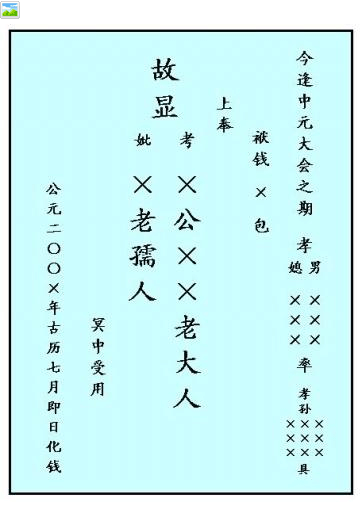 今逢中元大会之期 孝
男 ××× 媳 ×××
率 孝孙
××× ××× ×××
具
袱钱 × 包
上奉
故显
考 ×公××老大人
妣 ×老孺人
冥中受用
公元二〇〇×年古历七月即日化钱